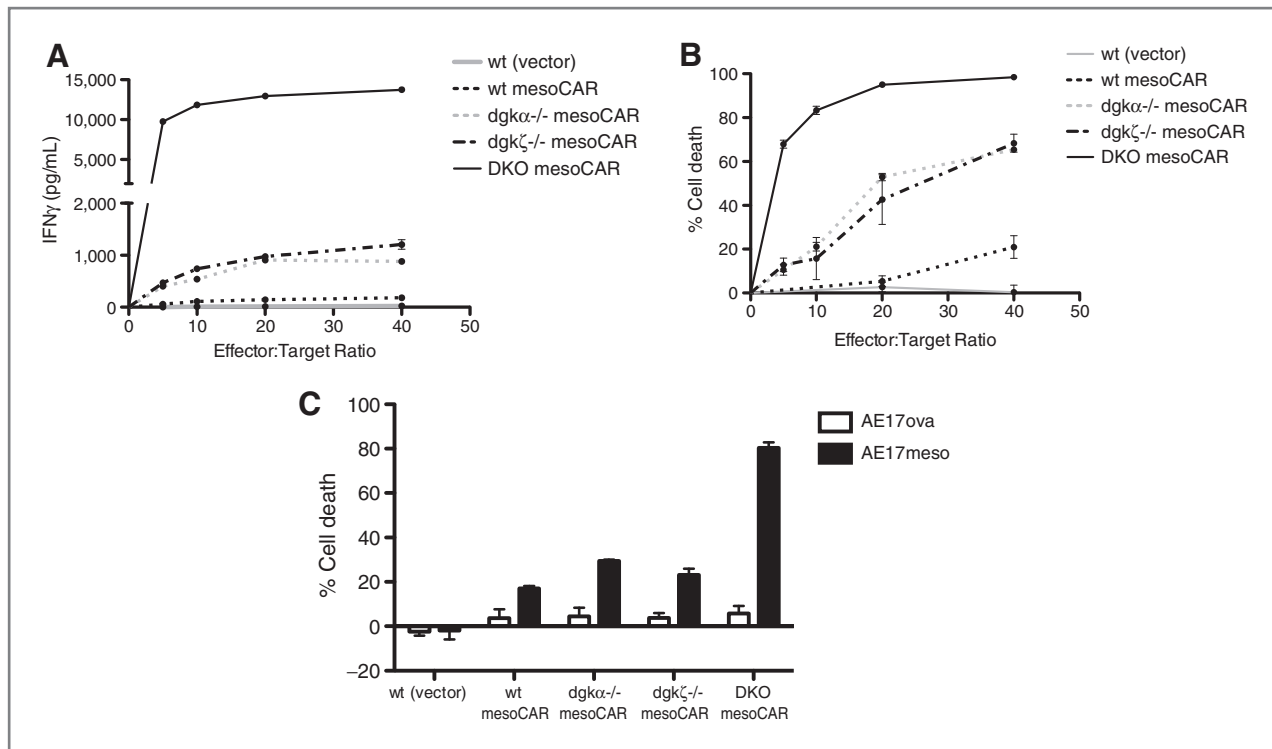 A
wt (vector)
wt mesoCAR
dgkα-/- mesoCAR
dgkζ-/- mesoCAR
DKO mesoCAR
IFNγ (pg/mL)
15,000
10,000
5,000
2,000
1,000
0
0 10 20 30 40 50
Effector:Target Ratio
B
wt (vector)
wt mesoCAR
dgkα-/- mesoCAR
dgkζ-/- mesoCAR
DKO mesoCAR
% Cell death
100
80
60
40
20
0
0 10 20 30 40 50
Effector:Target Ratio
C
AE17ova
AE17meso
% Cell death
100
80
60
40
20
0
−20
wt (vector) wt dgkα-/- dgkζ-/- DKO
mesoCAR mesoCAR mesoCAR mesoCAR